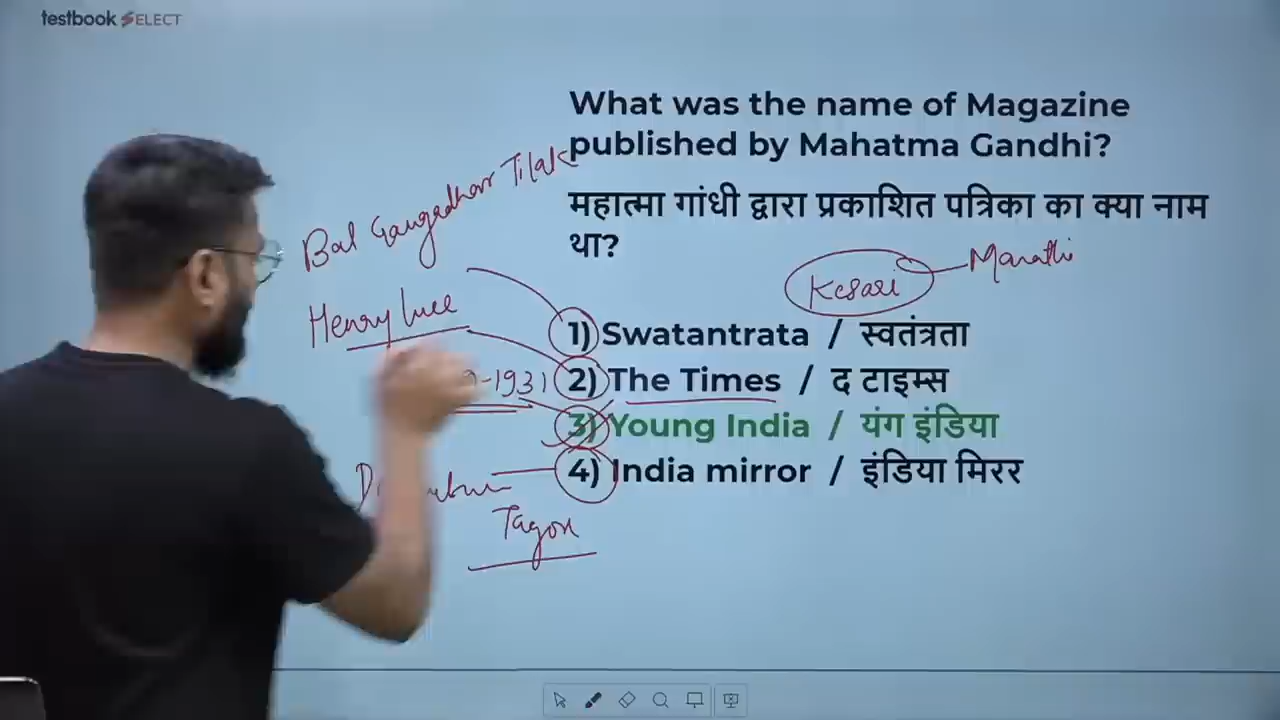 testbook SELECT
What was the name of Magazine
published by Mahatma Gandhi?
महात्मा गांधी द्वारा प्रकाशित पत्रिका का क्या नाम
था?
Bal Gangadhar Tilak
Kesari
Marathi
Henry Luce
-1931
1) Swatantrata / स्वतंत्रता
2) The Times / द टाइम्स
3) Young India / यंग इंडिया
4) India mirror / इंडिया मिरर
Tagore